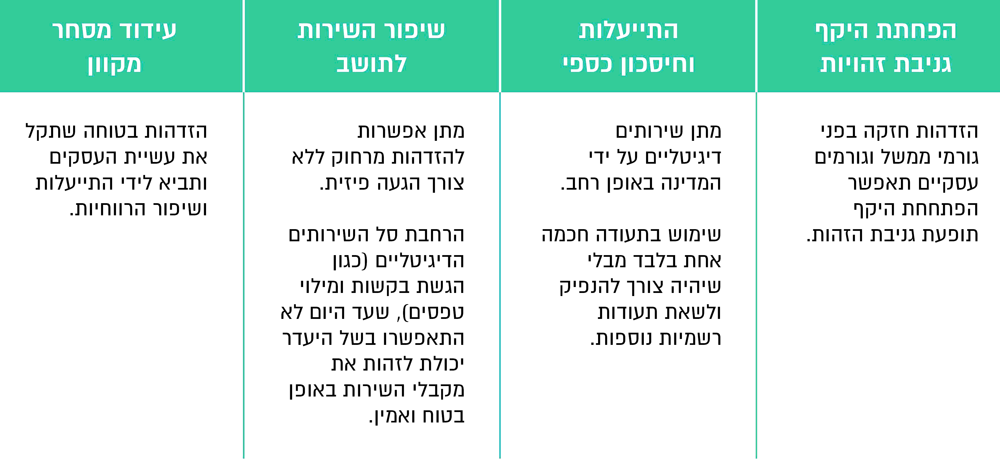 הפחתת היקף
גניבת זהויות
הזדהות חזקה בפני
גורמי ממשל וגורמים
עסקיים תאפשר
הפתחחת היקף
תופעת גניבת הזהות.
התייעלות
וחיסכון כספי
מתן שירותים
דיגיטליים על ידי
המדינה באופן רחב.
שימוש בתעודה חכמה
אחת בלבד מבלי
שיהיה צורך להנפיק
ולשאת תעודות
רשמיות נוספות.
שיפור השירות
לתושב
מתן אפשרות
להזדהות מרחוק ללא
צורך הגעה פיזית.
הרחבת סל השירותים
הדיגיטליים (כגון
הגשת בקשות ומילוי
טפסים), שעד היום לא
התאפשרו בשל היעדר
יכולת לזהות את
מקבלי השירות באופן
בטוח ואמין.
עידוד מסחר
מקוון
הזדהות בטוחה שתקל
את עשיית העסקים
ותביא לידי התייעלות
ושיפור הרווחיות.